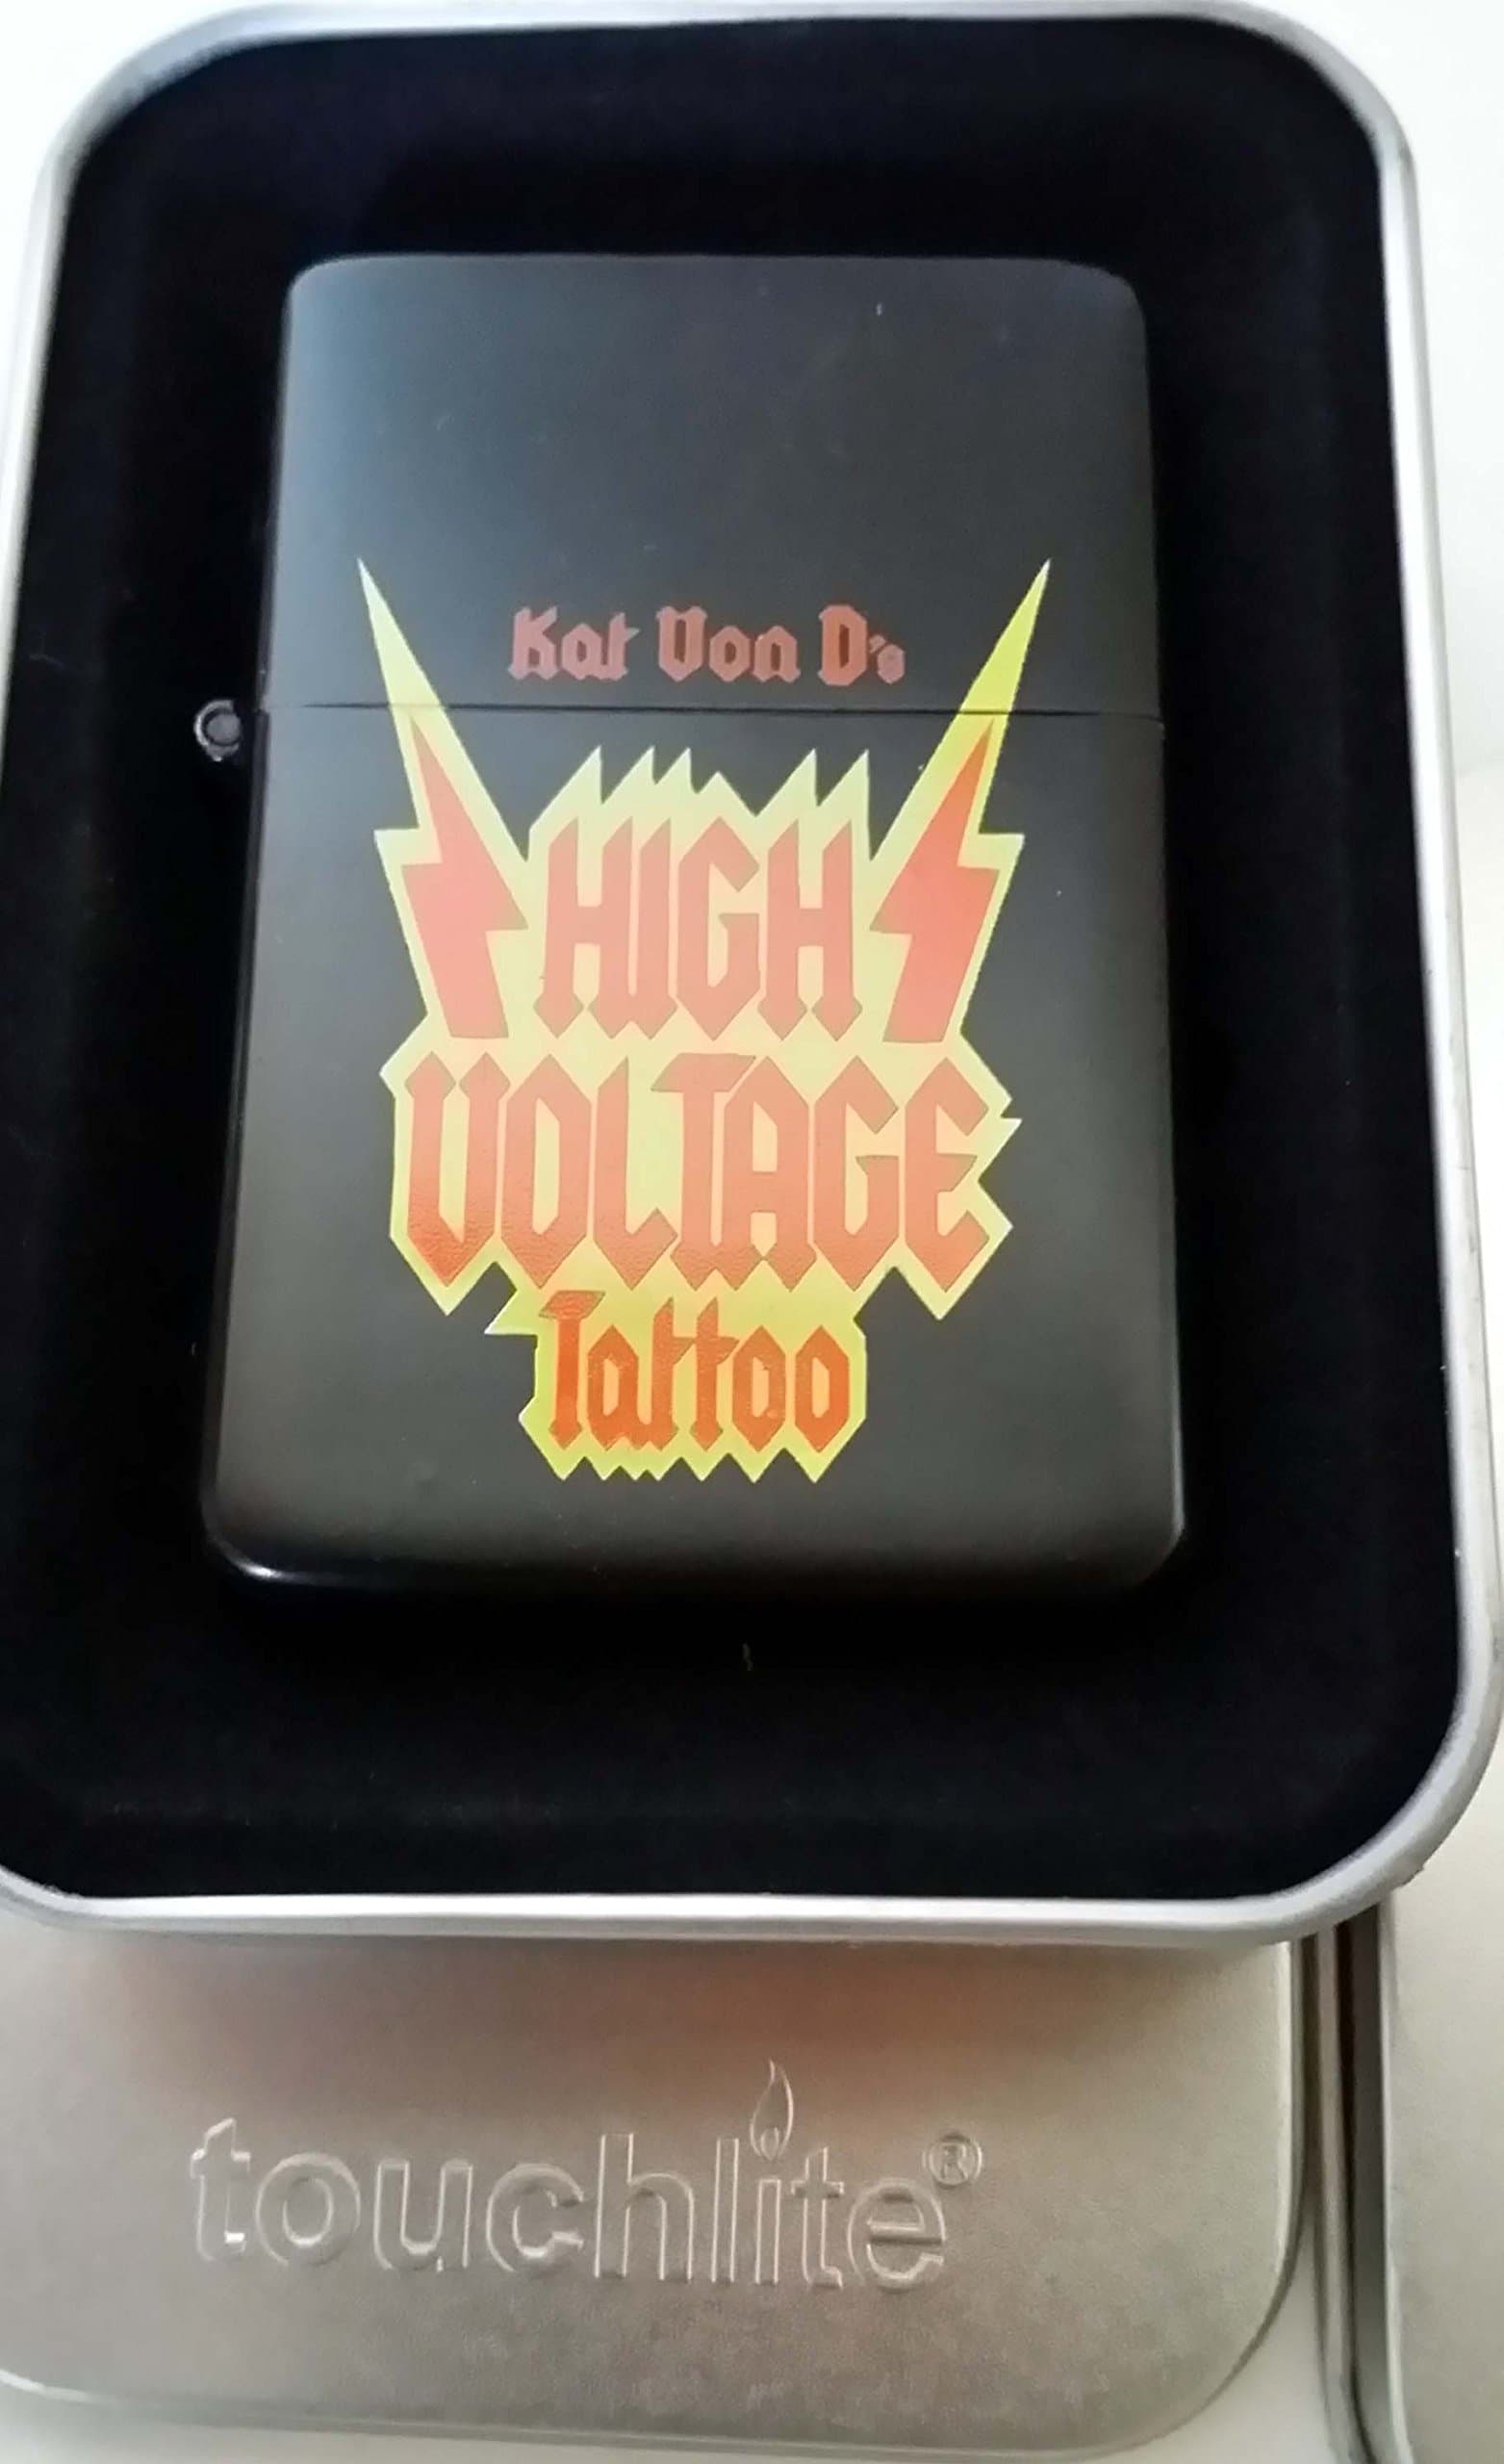 Kat Von D's
HIGH
VOLTAGE
Tattoo
touchlite®